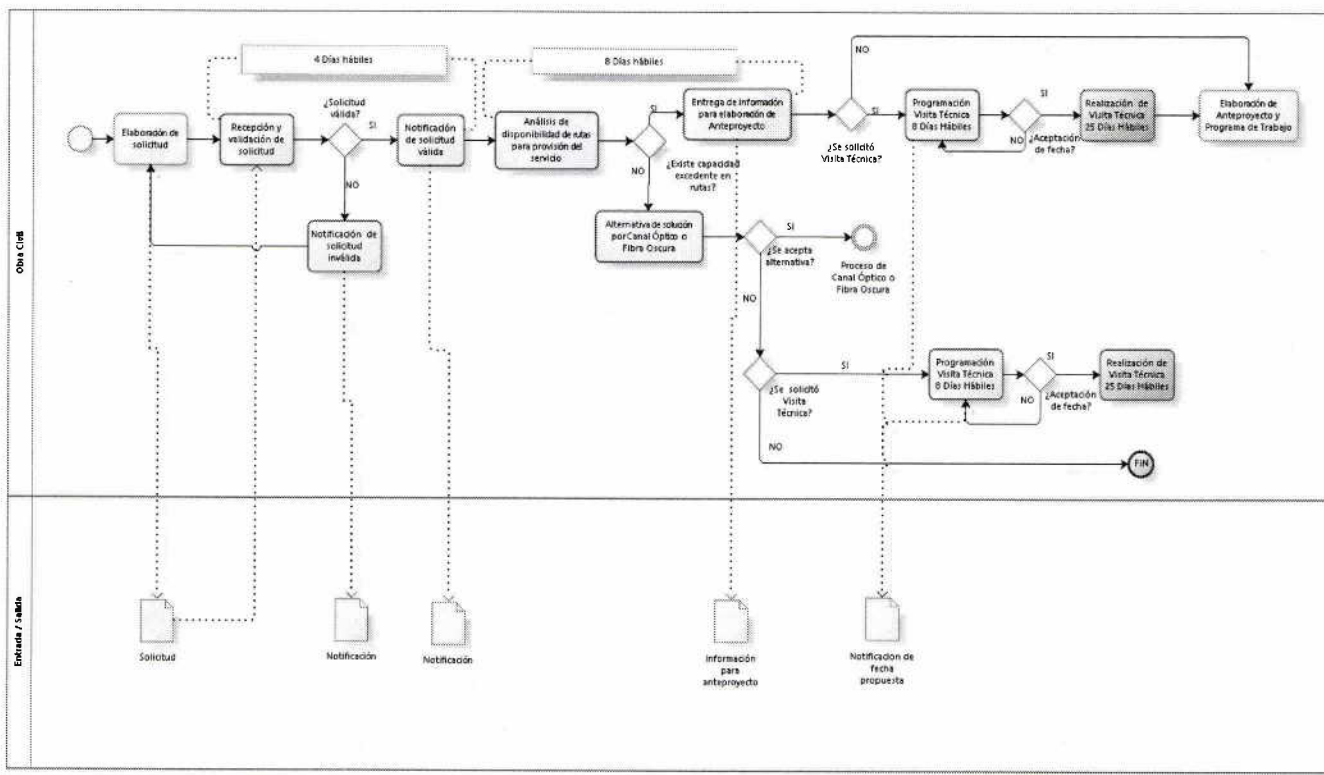 Obra Civil
4 Días hábiles
8 Días hábiles
Elaboración de
solicitud
Recepción y
validación de
solicitud
¿Solicitud
válida?
SI
NO
Notificación
de solicitud
válida
Notificación de
solicitud
inválida
Análisis de
disponibilidad de rutas
para provisión del
servicio
SI
NO
¿Existe capacidad
excedente en
rutas?
Entrega de información
para elaboración de
Anteproyecto
NO
SI
¿Se solicitó
Visita Técnica?
Programación
Visita Técnica
8 Días Hábiles
SI
NO
¿Aceptación
de fecha?
Realización de
Visita Técnica
25 Días Hábiles
Elaboración de
Anteproyecto y
Programa de Trabajo
Alternativa de solución
por Canal Óptico o
Fibra Oscura
SI
¿Se acepta
alternativa?
NO
Proceso de
Canal Óptico o
Fibra Oscura
SI
¿Se solicitó
Visita
Técnica?
NO
Programación
Visita Técnica
8 Días Hábiles
SI
NO
¿Aceptación
de fecha?
Realización de
Visita Técnica
25 Días Hábiles
FIN
Entrada / Salida
Solicitud
Notificación
Notificación
Información
para
anteproyecto
Notificacion de
fecha
propuesta